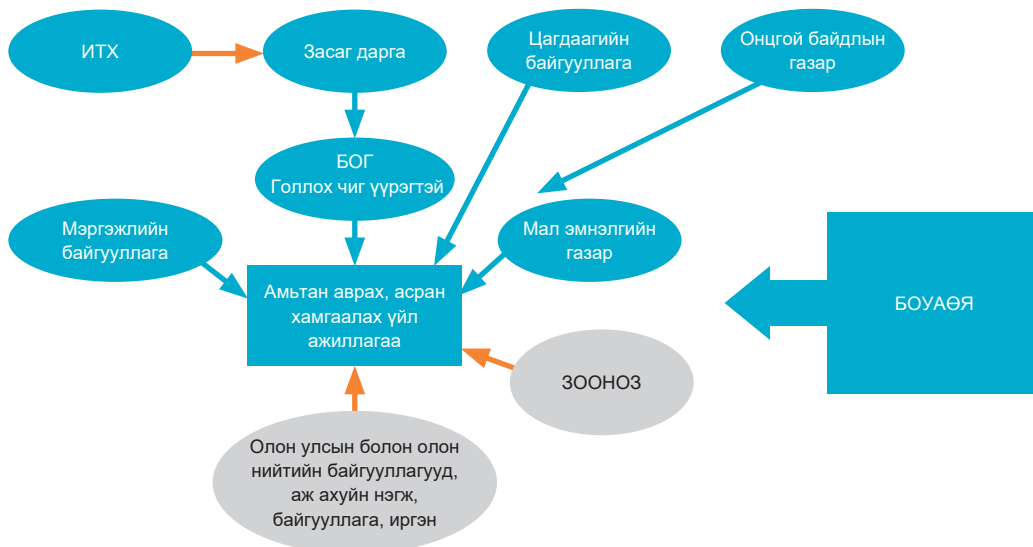 ИТХ
Засаг дарга
Цагдаагийн
байгууллага
Онцгой байдлын
газар
БОГ
Голлох чиг үүрэгтэй
Мэргэжлийн
байгууллага
Мал эмнэлгийн
газар
Амьтан аврах, асран
хамгаалах үйл
ажиллагаа
БОУАӨЯ
ЗООНОЗ
Олон улсын болон олон
нийтийн байгууллагууд,
аж ахуйн нэгж,
байгууллага, иргэн